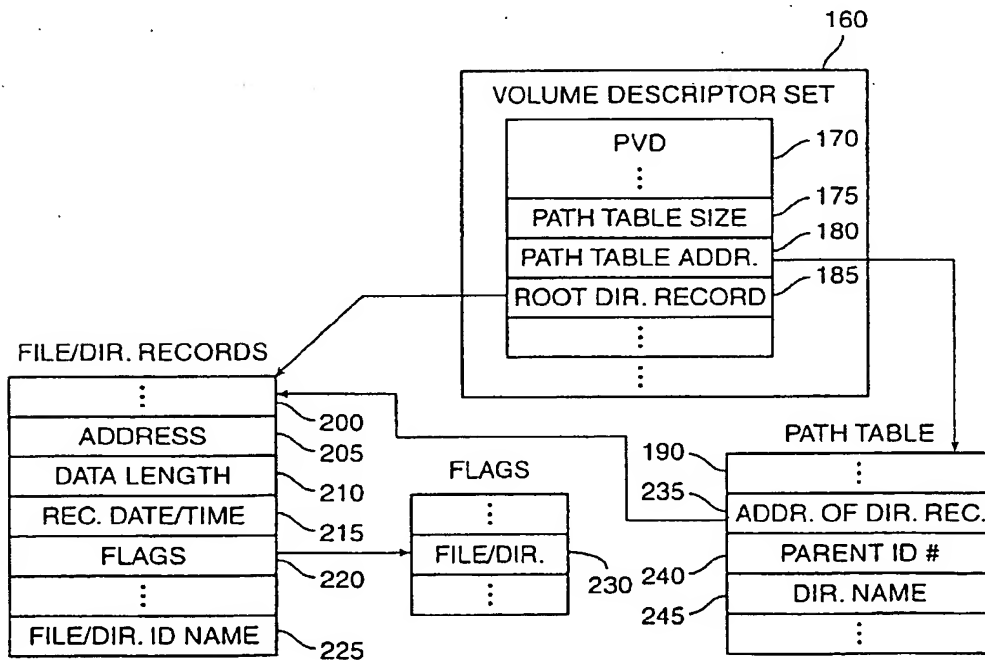 160
VOLUME DESCRIPTOR SET
PVD
170
175
PATH TABLE SIZE
180
PATH TABLE ADDR.
185
ROOT DIR. RECORD
FILE/DIR. RECORDS
200
ADDRESS
205
DATA LENGTH
210
REC. DATE/TIME
215
FLAGS
220
FILE/DIR. ID NAME
225
FLAGS
FILE/DIR.
230
PATH TABLE
190
235
ADDR. OF DIR. REC.
PARENT ID #
240
DIR. NAME
245